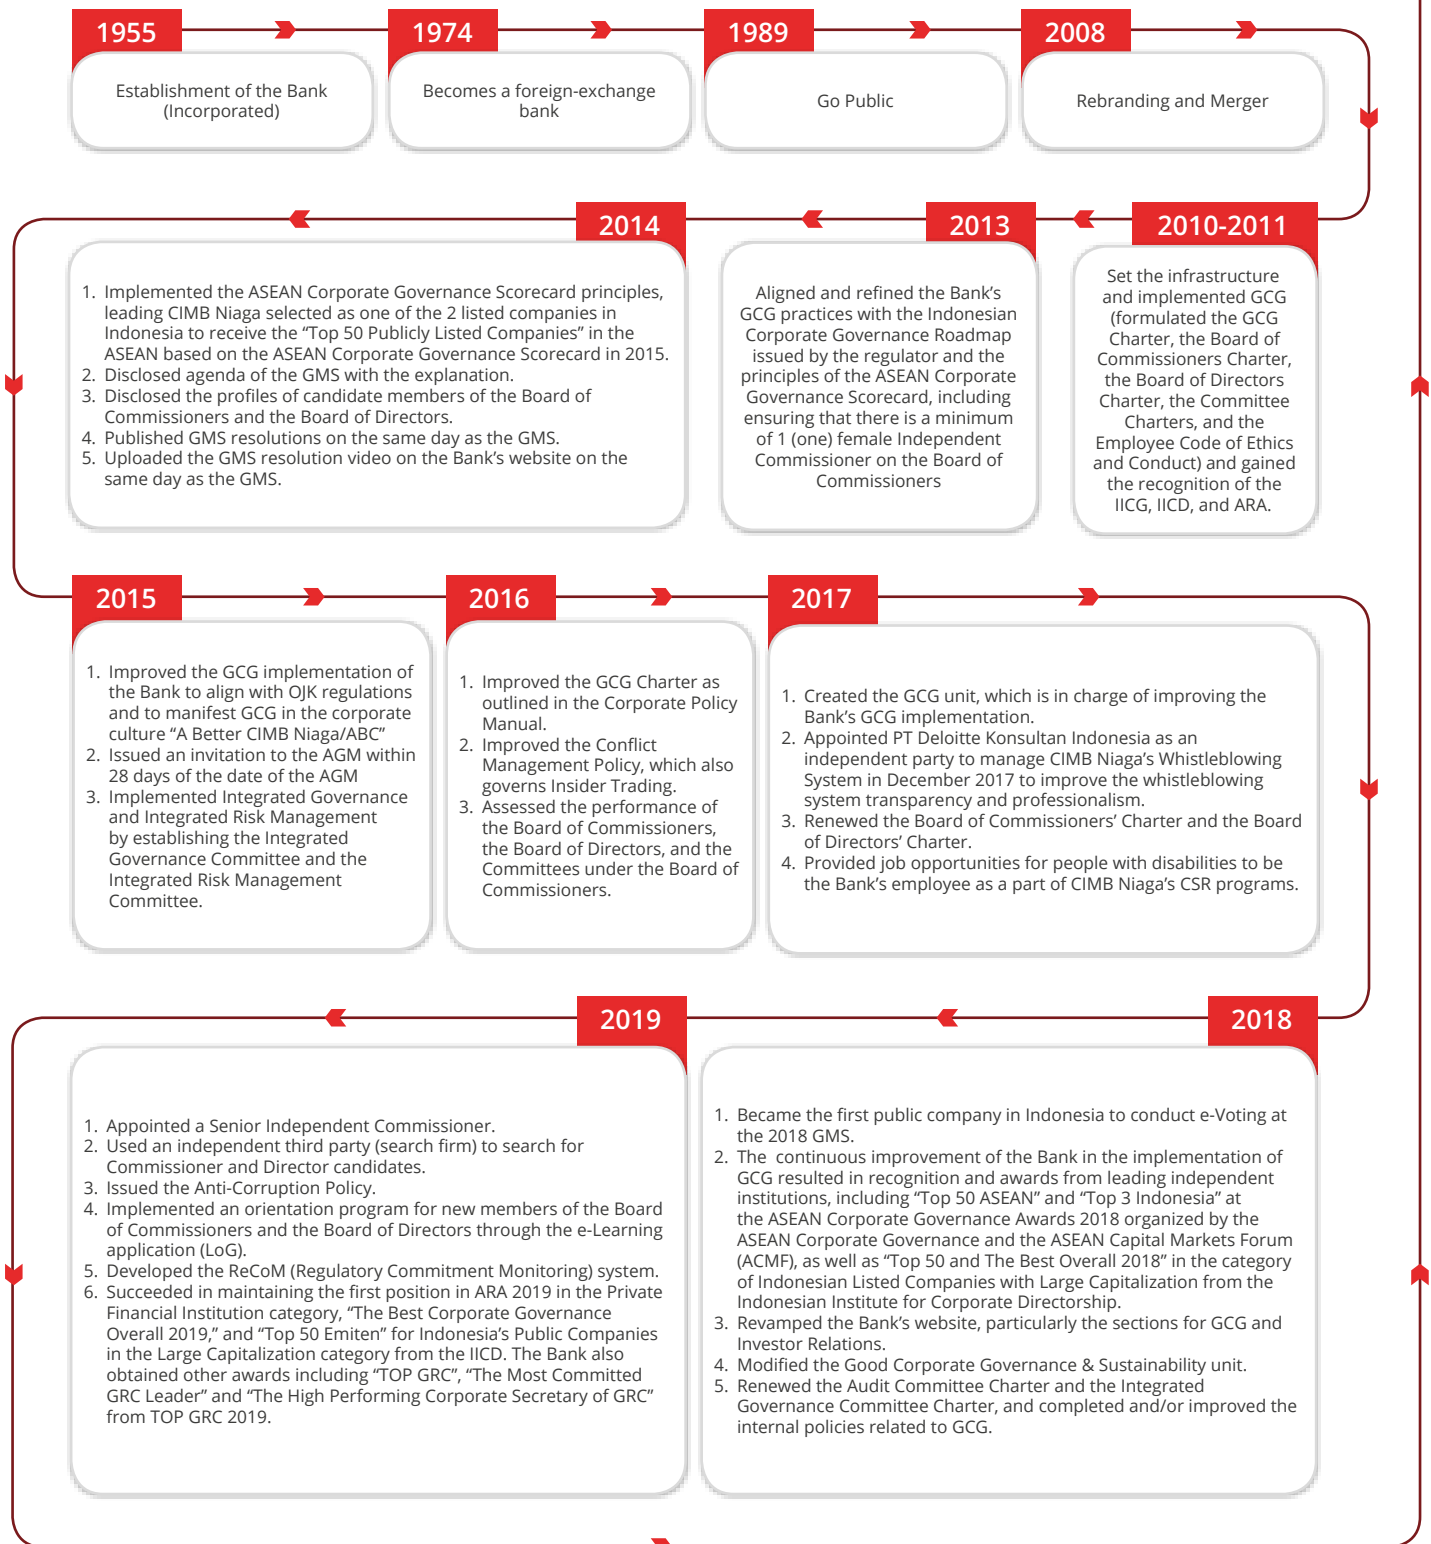 1955
Establishment of the Bank
(Incorporated)
1974
Becomes a foreign-exchange
bank
1989
Go Public
2008
Rebranding and Merger
2010-2011
Set the infrastructure
and implemented GCG
(formulated the GCG
Charter, the Board of
Commissioners Charter,
the Board of Directors
Charter, the Committee
Charters, and the
Employee Code of Ethics
and Conduct) and gained
the recognition of the
IICG, IICD, and ARA.
2013
Aligned and refined the Bank’s
GCG practices with the Indonesian
Corporate Governance Roadmap
issued by the regulator and the
principles of the ASEAN Corporate
Governance Scorecard, including
ensuring that there is a minimum
of 1 (one) female Independent
Commissioner on the Board of
Commissioners
2014
1. Implemented the ASEAN Corporate Governance Scorecard principles,
leading CIMB Niaga selected as one of the 2 listed companies in
Indonesia to receive the “Top 50 Publicly Listed Companies” in the
ASEAN based on the ASEAN Corporate Governance Scorecard in 2015.
2. Disclosed agenda of the GMS with the explanation.
3. Disclosed the profiles of candidate members of the Board of
Commissioners and the Board of Directors.
4. Published GMS resolutions on the same day as the GMS.
5. Uploaded the GMS resolution video on the Bank’s website on the
same day as the GMS.
2015
1. Improved the GCG implementation of
the Bank to align with OJK regulations
and to manifest GCG in the corporate
culture “A Better CIMB Niaga/ABC”
2. Issued an invitation to the AGM within
28 days of the date of the AGM
3. Implemented Integrated Governance
and Integrated Risk Management
by establishing the Integrated
Governance Committee and the
Integrated Risk Management
Committee.
2016
1. Improved the GCG Charter as
outlined in the Corporate Policy
Manual.
2. Improved the Conflict
Management Policy, which also
governs Insider Trading.
3. Assessed the performance of
the Board of Commissioners,
the Board of Directors, and the
Committees under the Board of
Commissioners.
2017
1. Created the GCG unit, which is in charge of improving the
Bank’s GCG implementation.
2. Appointed PT Deloitte Konsultan Indonesia as an
independent party to manage CIMB Niaga’s Whistleblowing
System in December 2017 to improve the whistleblowing
system transparency and professionalism.
3. Renewed the Board of Commissioners’ Charter and the Board
of Directors’ Charter.
4. Provided job opportunities for people with disabilities to be
the Bank’s employee as a part of CIMB Niaga’s CSR programs.
2018
1. Became the first public company in Indonesia to conduct e-Voting at
the 2018 GMS.
2. The continuous improvement of the Bank in the implementation of
GCG resulted in recognition and awards from leading independent
institutions, including “Top 50 ASEAN” and “Top 3 Indonesia” at
the ASEAN Corporate Governance Awards 2018 organized by the
ASEAN Corporate Governance and the ASEAN Capital Markets Forum
(ACMF), as well as “Top 50 and The Best Overall 2018” in the category
of Indonesian Listed Companies with Large Capitalization from the
Indonesian Institute for Corporate Directorship.
3. Revamped the Bank’s website, particularly the sections for GCG and
Investor Relations.
4. Modified the Good Corporate Governance & Sustainability unit.
5. Renewed the Audit Committee Charter and the Integrated
Governance Committee Charter, and completed and/or improved the
internal policies related to GCG.
2019
1. Appointed a Senior Independent Commissioner.
2. Used an independent third party (search firm) to search for
Commissioner and Director candidates.
3. Issued the Anti-Corruption Policy.
4. Implemented an orientation program for new members of the Board
of Commissioners and the Board of Directors through the e-Learning
application (LoG).
5. Developed the ReCoM (Regulatory Commitment Monitoring) system.
6. Succeeded in maintaining the first position in ARA 2019 in the Private
Financial Institution category, “The Best Corporate Governance
Overall 2019,” and “Top 50 Emiten” for Indonesia’s Public Companies
in the Large Capitalization category from the IICD. The Bank also
obtained other awards including “TOP GRC”, “The Most Committed
GRC Leader” and “The High Performing Corporate Secretary of GRC”
from TOP GRC 2019.